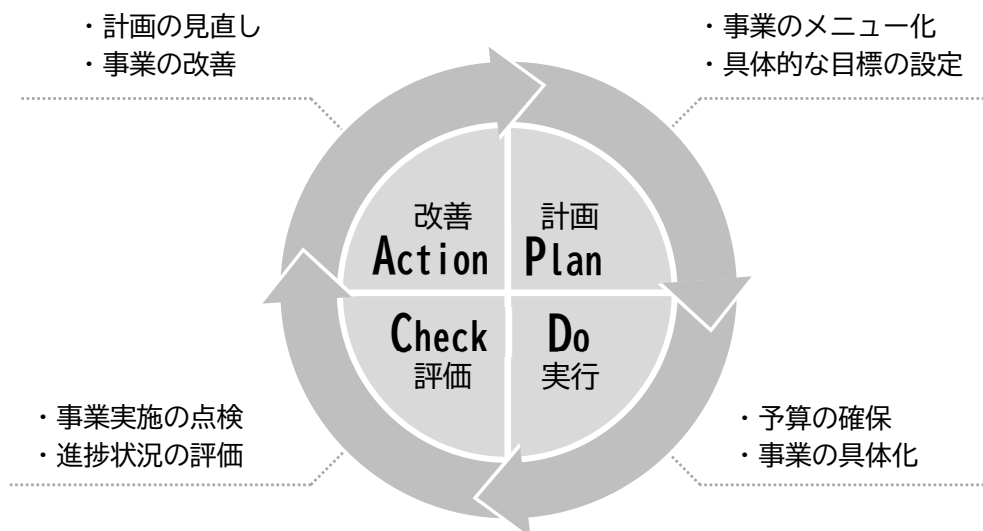 ・計画の見直し
・事業の改善
・事業のメニュー化
・具体的な目標の設定
改善
Action
計画
Plan
Check
評価
Do
実行
・事業実施の点検
・進捗状況の評価
・予算の確保
・事業の具体化